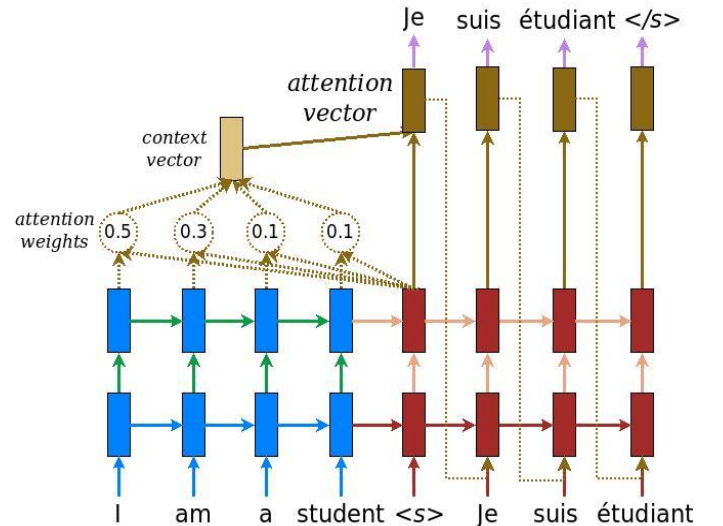 Je suis étudiant </s>
attention
vector
context
vector
attention
weights
0.5 0.3 0.1 0.1
I am a student <s> Je suis étudiant